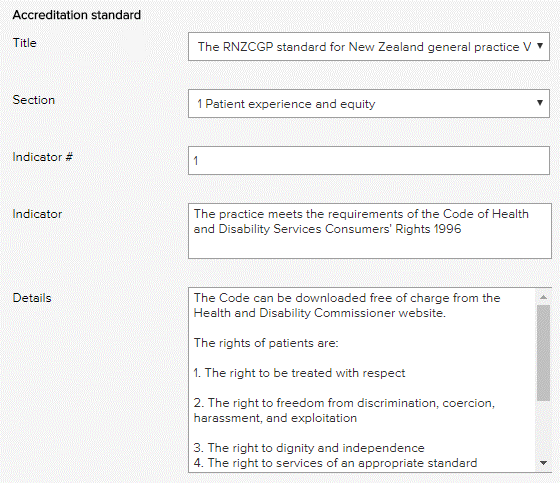 Accreditation standard
Title
The RNZCGP standard for New Zealand general practice V
Section
1 Patient experience and equity
Indicator #
1
Indicator
The practice meets the requirements of the Code of Health
and Disability Services Consumers' Rights 1996
Details
The Code can be downloaded free of charge from the
Health and Disability Commissioner website.
The rights of patients are:
1. The right to be treated with respect
2. The right to freedom from discrimination, coercion,
harassment, and exploitation
3. The right to dignity and independence
4. The right to services of an appropriate standard